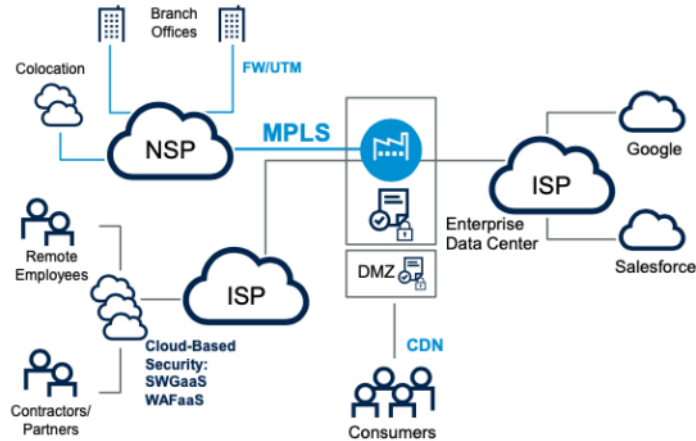 Branch
Offices
FW/UTM
Colocation
NSP
MPLS
Google
ISP
Enterprise
Data Center
Salesforce
Remote
Employees
ISP
DMZ
Cloud-Based
Security:
SWGaaS
WAFaaS
CDN
Contractors/
Partners
Consumers